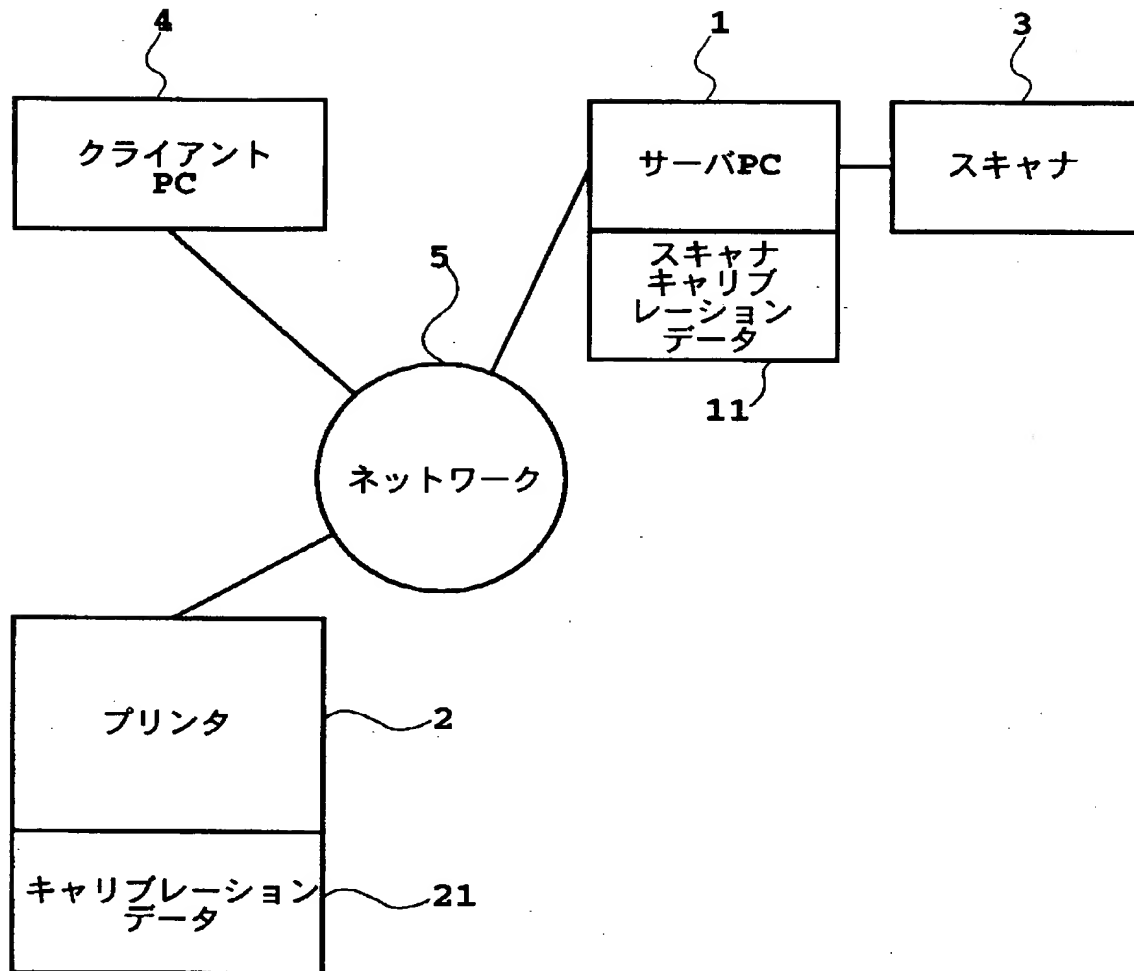 4
1
3
クライアント
PC
サーバPC
スキャナ
スキャナ
キャリブ
レーション
データ
11
5
ネットワーク
プリンタ
2
キャリブレーション
データ
21